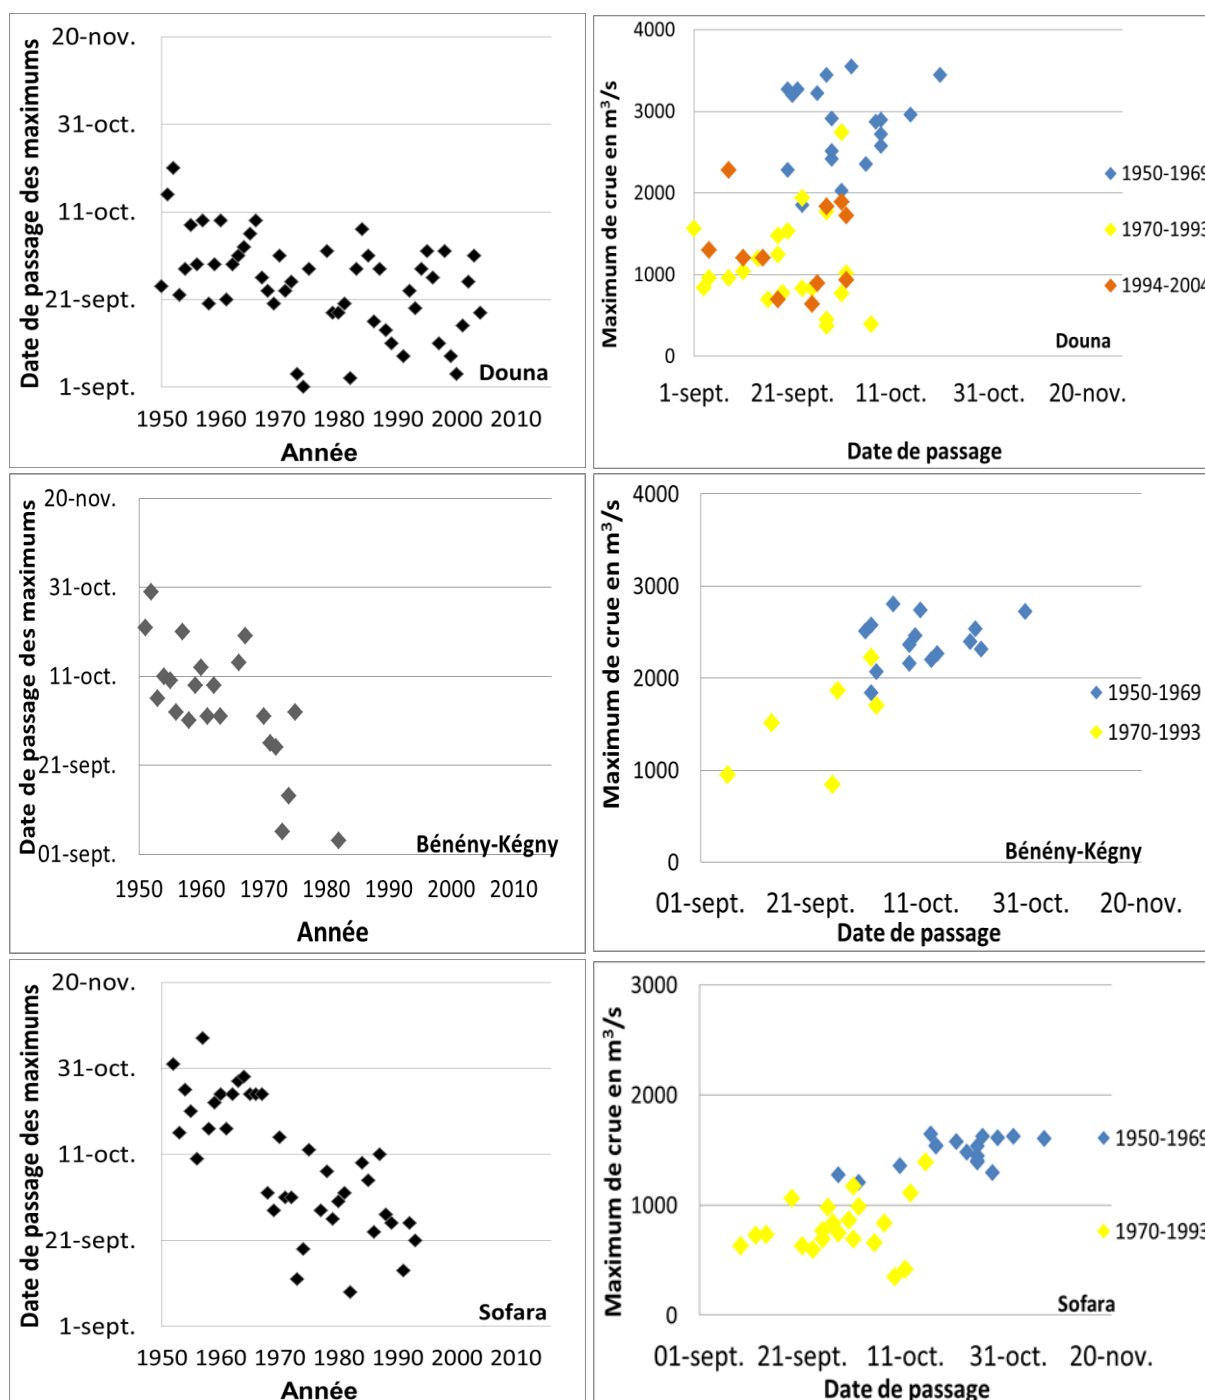 Date de passage des maximums
20-nov.
31-oct.
11-oct.
21-sept.
1-sept.
1950 1960 1970 1980 1990 2000 2010
Année
Douna
Maximum de crue en m³/s
4000
3000
2000
1000
0
1-sept. 21-sept. 11-oct. 31-oct. 20-nov.
Date de passage
1950-1969
1970-1993
1994-2004
Douna
Date de passage des maximums
20-nov.
31-oct.
11-oct.
21-sept.
01-sept.
1950 1960 1970 1980 1990 2000 2010
Année
Bénény-Kégny
Maximum de crue en m³/s
4000
3000
2000
1000
0
01-sept. 21-sept. 11-oct. 31-oct. 20-nov.
Date de passage
1950-1969
1970-1993
Bénény-Kégny
Date de passage des maximums
20-nov.
31-oct.
11-oct.
21-sept.
1-sept.
1950 1960 1970 1980 1990 2000 2010
Année
Sofara
Maximum de crue en m³/s
3000
2000
1000
0
01-sept. 21-sept. 11-oct. 31-oct. 20-nov.
Date de passage
1950-1969
1970-1993
Sofara